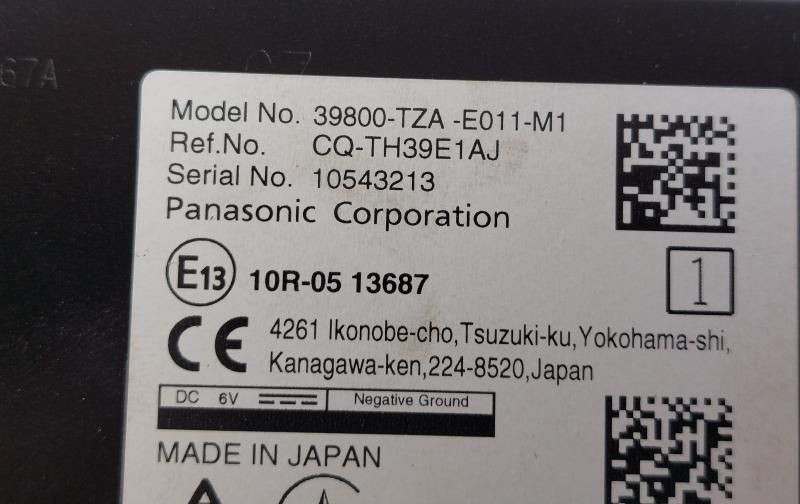 67A
Model No. 39800-TZA -E011-M1
Ref.No. CQ-TH39E1AJ
Serial No. 10543213
Panasonic Corporation
E13 10R-05 13687
1
CE 4261 Ikonobe-cho,Tsuzuki-ku,Yokohama-shi,
Kanagawa-ken,224-8520,Japan
DC 6V Negative Ground
MADE IN JAPAN